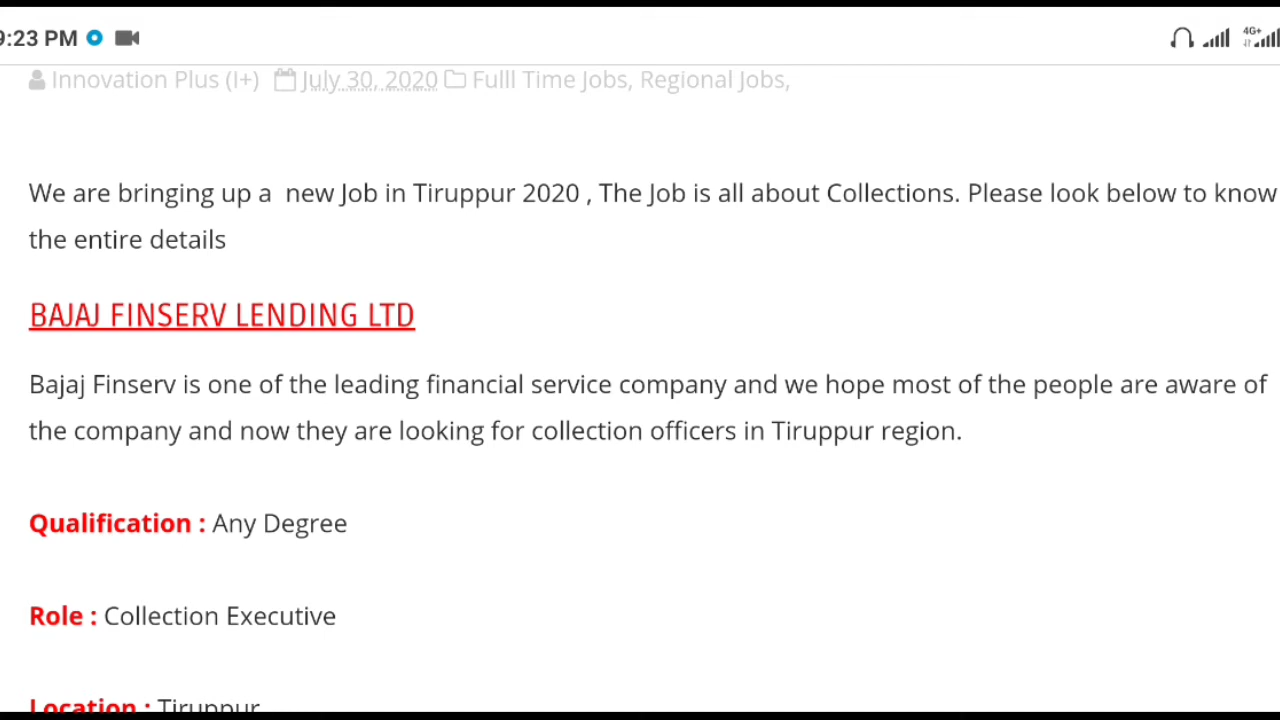 9:23 PM 4G+
Innovation Plus (I+) July 30, 2020 Fulll Time Jobs, Regional Jobs,
We are bringing up a new Job in Tiruppur 2020 , The Job is all about Collections. Please look below to know
the entire details
BAJAJ FINSERV LENDING LTD
Bajaj Finserv is one of the leading financial service company and we hope most of the people are aware of
the company and now they are looking for collection officers in Tiruppur region.
Qualification : Any Degree
Role : Collection Executive
Location : Tiruppur